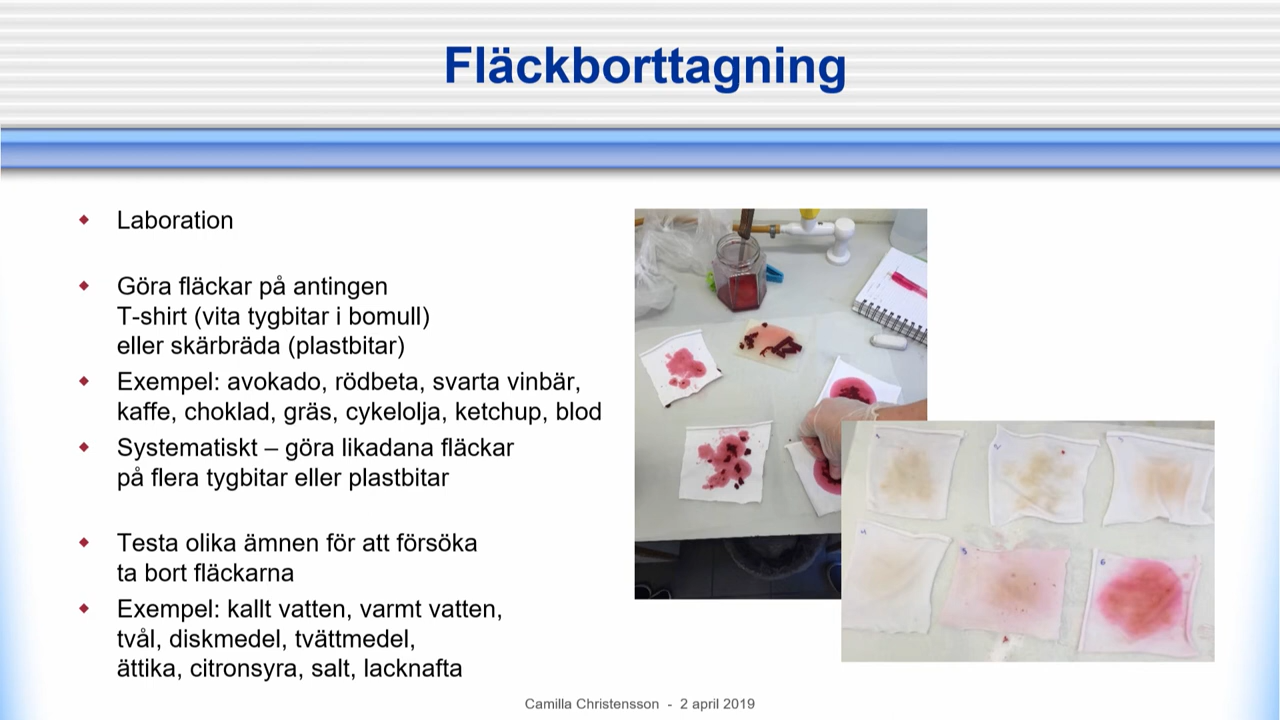 Fläckborttagning
Laboration
Göra fläckar på antingen
T-shirt (vita tygbitar i bomull)
eller skärbräda (plastbitar)
Exempel: avokado, rödbeta, svarta vinbär,
kaffe, choklad, gräs, cykelolja, ketchup, blod
Systematiskt – göra likadana fläckar
på flera tygbitar eller plastbitar
Testa olika ämnen för att försöka
ta bort fläckarna
Exempel: kallt vatten, varmt vatten,
tvål, diskmedel, tvättmedel,
ättika, citronsyra, salt, lacknafta
Camilla Christensson - 2 april 2019